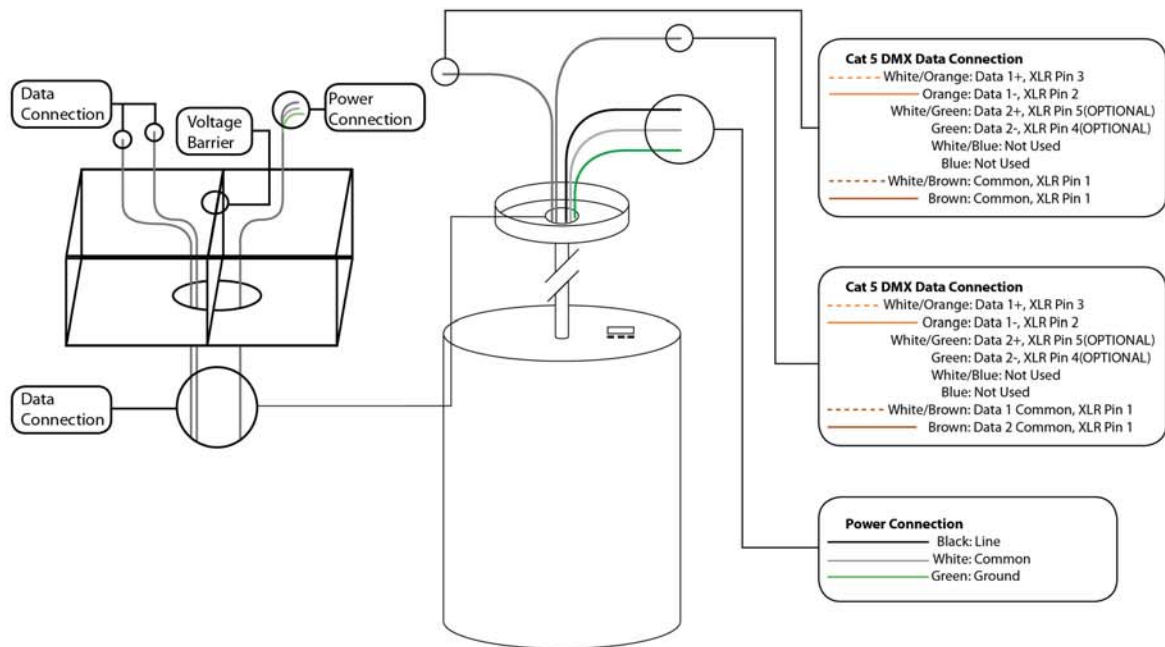 Data
Connection
Voltage
Barrier
Power
Connection
Data
Connection
Cat 5 DMX Data Connection
White/Orange: Data 1+, XLR Pin 3
Orange: Data 1-, XLR Pin 2
White/Green: Data 2+, XLR Pin 5(OPTIONAL)
Green: Data 2-, XLR Pin 4(OPTIONAL)
White/Blue: Not Used
Blue: Not Used
White/Brown: Common, XLR Pin 1
Brown: Common, XLR Pin 1
Cat 5 DMX Data Connection
White/Orange: Data 1+, XLR Pin 3
Orange: Data 1-, XLR Pin 2
White/Green: Data 2+, XLR Pin 5(OPTIONAL)
Green: Data 2-, XLR Pin 4(OPTIONAL)
White/Blue: Not Used
Blue: Not Used
White/Brown: Data 1 Common, XLR Pin 1
Brown: Data 2 Common, XLR Pin 1
Power Connection
Black: Line
White: Common
Green: Ground